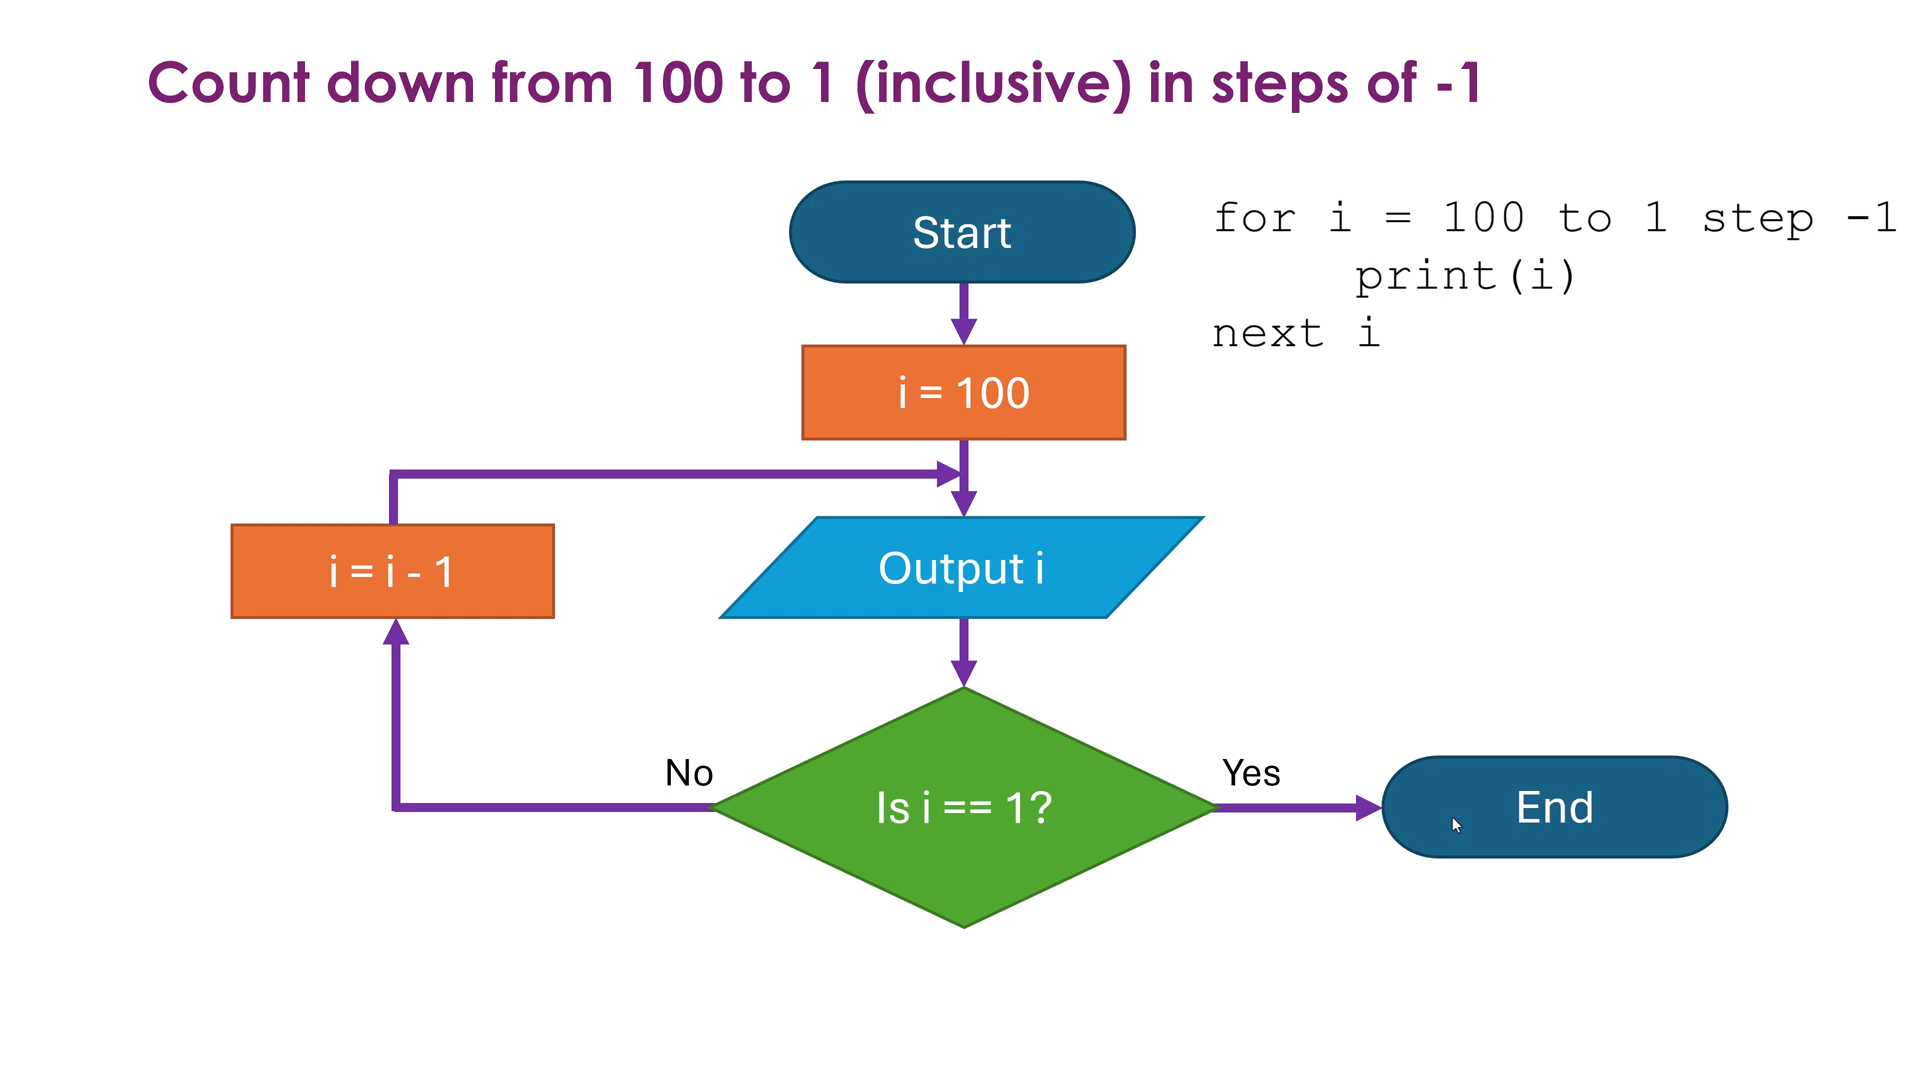 Count down from 100 to 1 (inclusive) in steps of -1
Start
for i = 100 to 1 step -1
print(i)
next i
i = 100
i = i - 1
Output i
No
Is i == 1?
Yes
End